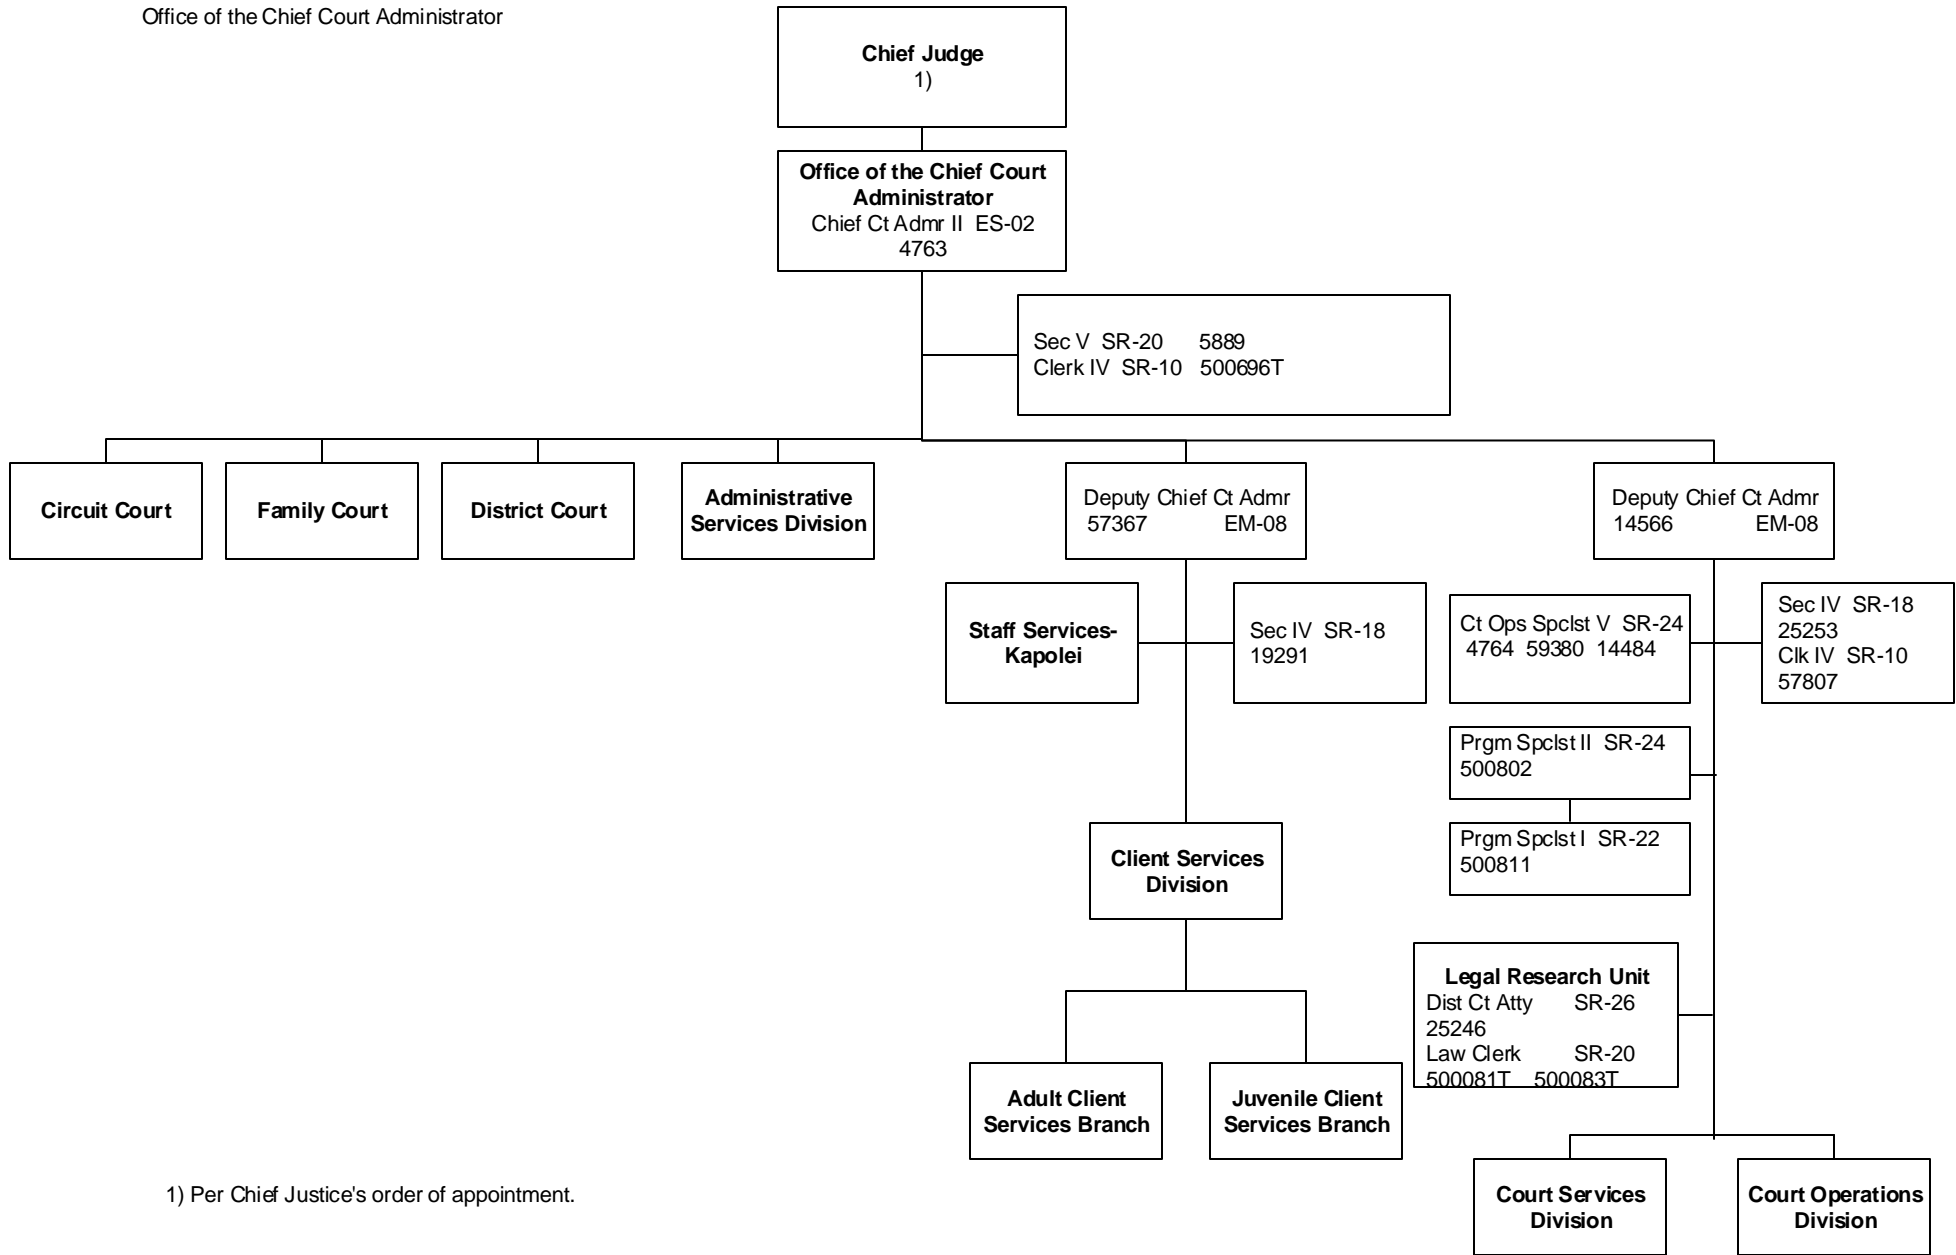 Office of the Chief Court Administrator
Chief Judge
1)
Office of the Chief Court
Administrator
Chief Ct Admr II ES-02
4763
Sec V SR-20 5889
Clerk IV SR-10 500696T
Circuit Court
Family Court
District Court
Administrative
Services Division
Deputy Chief Ct Admr
57367 EM-08
Deputy Chief Ct Admr
14566 EM-08
Staff Services-
Kapolei
Sec IV SR-18
19291
Ct Ops Spclst V SR-24
4764 59380 14484
Sec IV SR-18
25253
Clk IV SR-10
57807
Prgm Spclst II SR-24
500802
Prgm Spclst I SR-22
500811
Client Services
Division
Legal Research Unit
Dist Ct Atty SR-26
25246
Law Clerk SR-20
500081T 500083T
Adult Client
Services Branch
Juvenile Client
Services Branch
Court Services
Division
Court Operations
Division
1) Per Chief Justice's order of appointment.